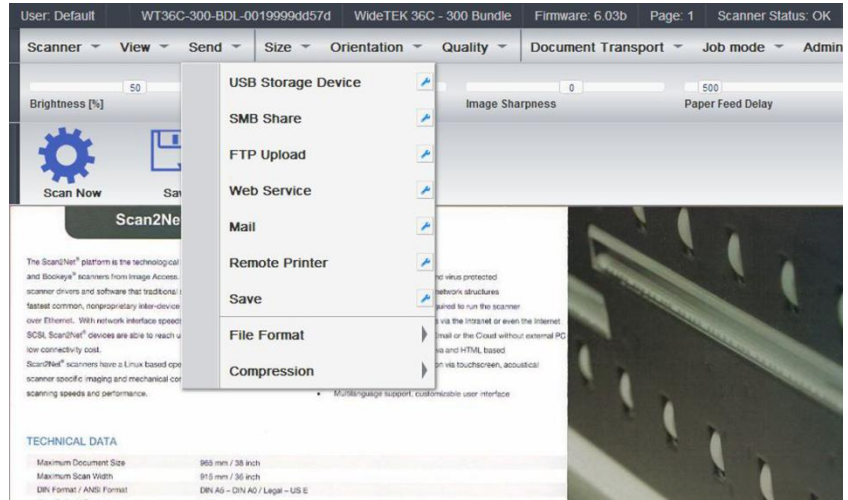 User: Default WT36C-300-BDL-0019999dd57d WideTEK 36C - 300 Bundle Firmware: 6.03b Page: 1 Scanner Status: OK
Scanner View Send Size Orientation Quality Document Transport Job mode Admin
50 0 500
Brightness [%] Image Sharpness Paper Feed Delay
Scan Now Sa
USB Storage Device
SMB Share
FTP Upload
Web Service
Mail
Remote Printer
Save
File Format
Compression
Scan2Ne
The Scan2Net® platform is the technological
and Bookeye® scanners from Image Access.
scanner drivers and software that traditional
fastest common, nonproprietary inter-device
over Ethernet. With network interface speed
SCSI, Scan2Net® devices are able to reach u
low connectivity cost.
Scan2Net® scanners have a Linux based ope
scanner specific imaging and mechanical co
scanning speeds and performance.
nd virus protected
network structures
quired to run the scanner
via the Intranet or even the Internet
mail or the Cloud without external PC
va and HTML based
on via touchscreen, acoustical
• Multilanguage support, customizable user interface
TECHNICAL DATA
Maximum Document Size 965 mm / 38 inch
Maximum Scan Width 915 mm / 36 inch
DIN Format / ANSI Format DIN A5 – DIN A0 / Legal – US E